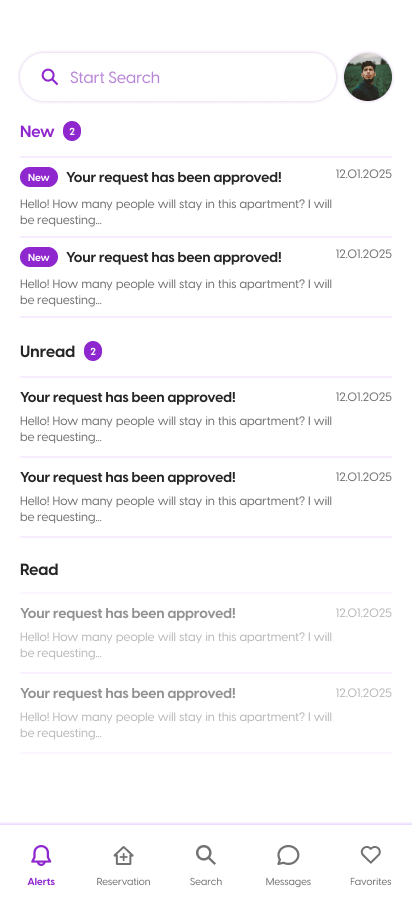 Start Search
New 2
New Your request has been approved! 12.01.2025
Hello! How many people will stay in this apartment? I will
be requesting...
New Your request has been approved! 12.01.2025
Hello! How many people will stay in this apartment? I will
be requesting...
Unread 2
Your request has been approved! 12.01.2025
Hello! How many people will stay in this apartment? I will
be requesting...
Your request has been approved! 12.01.2025
Hello! How many people will stay in this apartment? I will
be requesting...
Read
Your request has been approved! 12.01.2025
Hello! How many people will stay in this apartment? I will
be requesting...
Your request has been approved! 12.01.2025
Hello! How many people will stay in this apartment? I will
be requesting...
Alerts Reservation Search Messages Favories